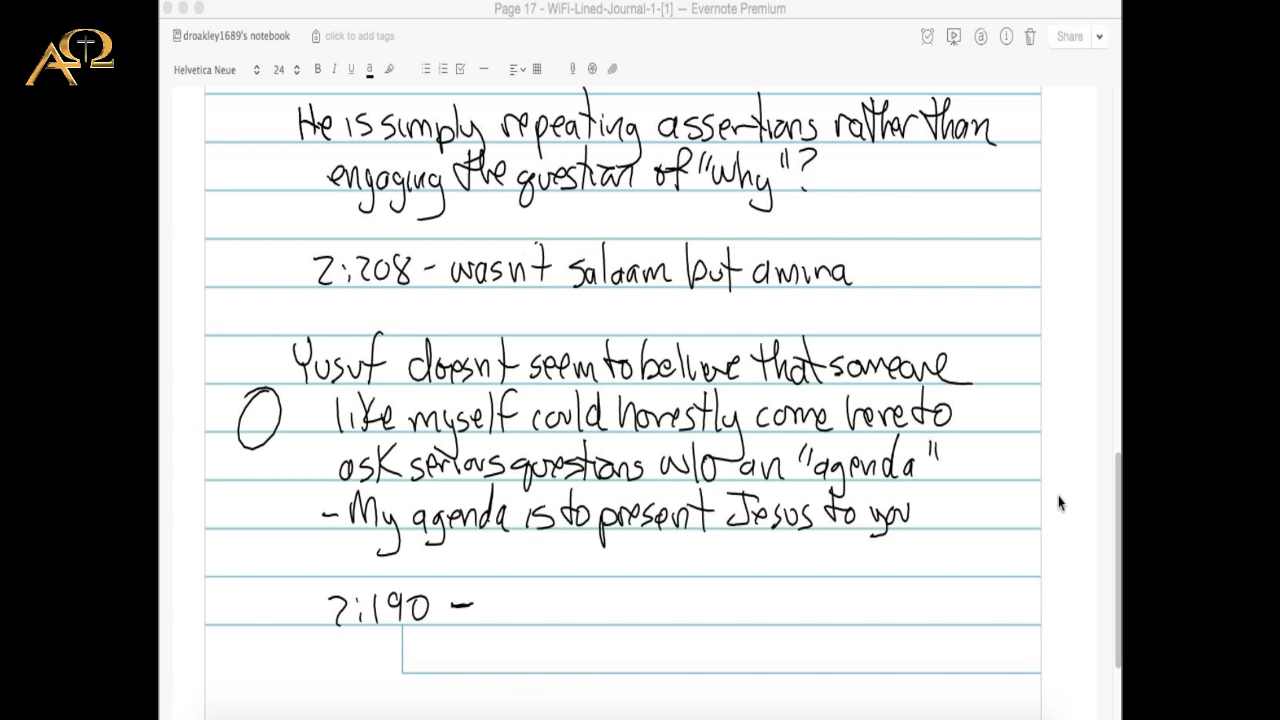 Page 17 - WiFi-Lined-Journal-1-[1] — Evernote Premium
droakley1689's notebook click to add tags Share
Helvetica Neue 24 B I U a
ΑΩ
He is simply repeating assertions rather than
engaging the question of "why"?
2:208 - wasn't salaam but amina
Yusuf doesn't seem to believe that someone
like myself could honestly come here to
ask serious questions w/o an "agenda"
- My agenda is to present Jesus to you
2:190 -